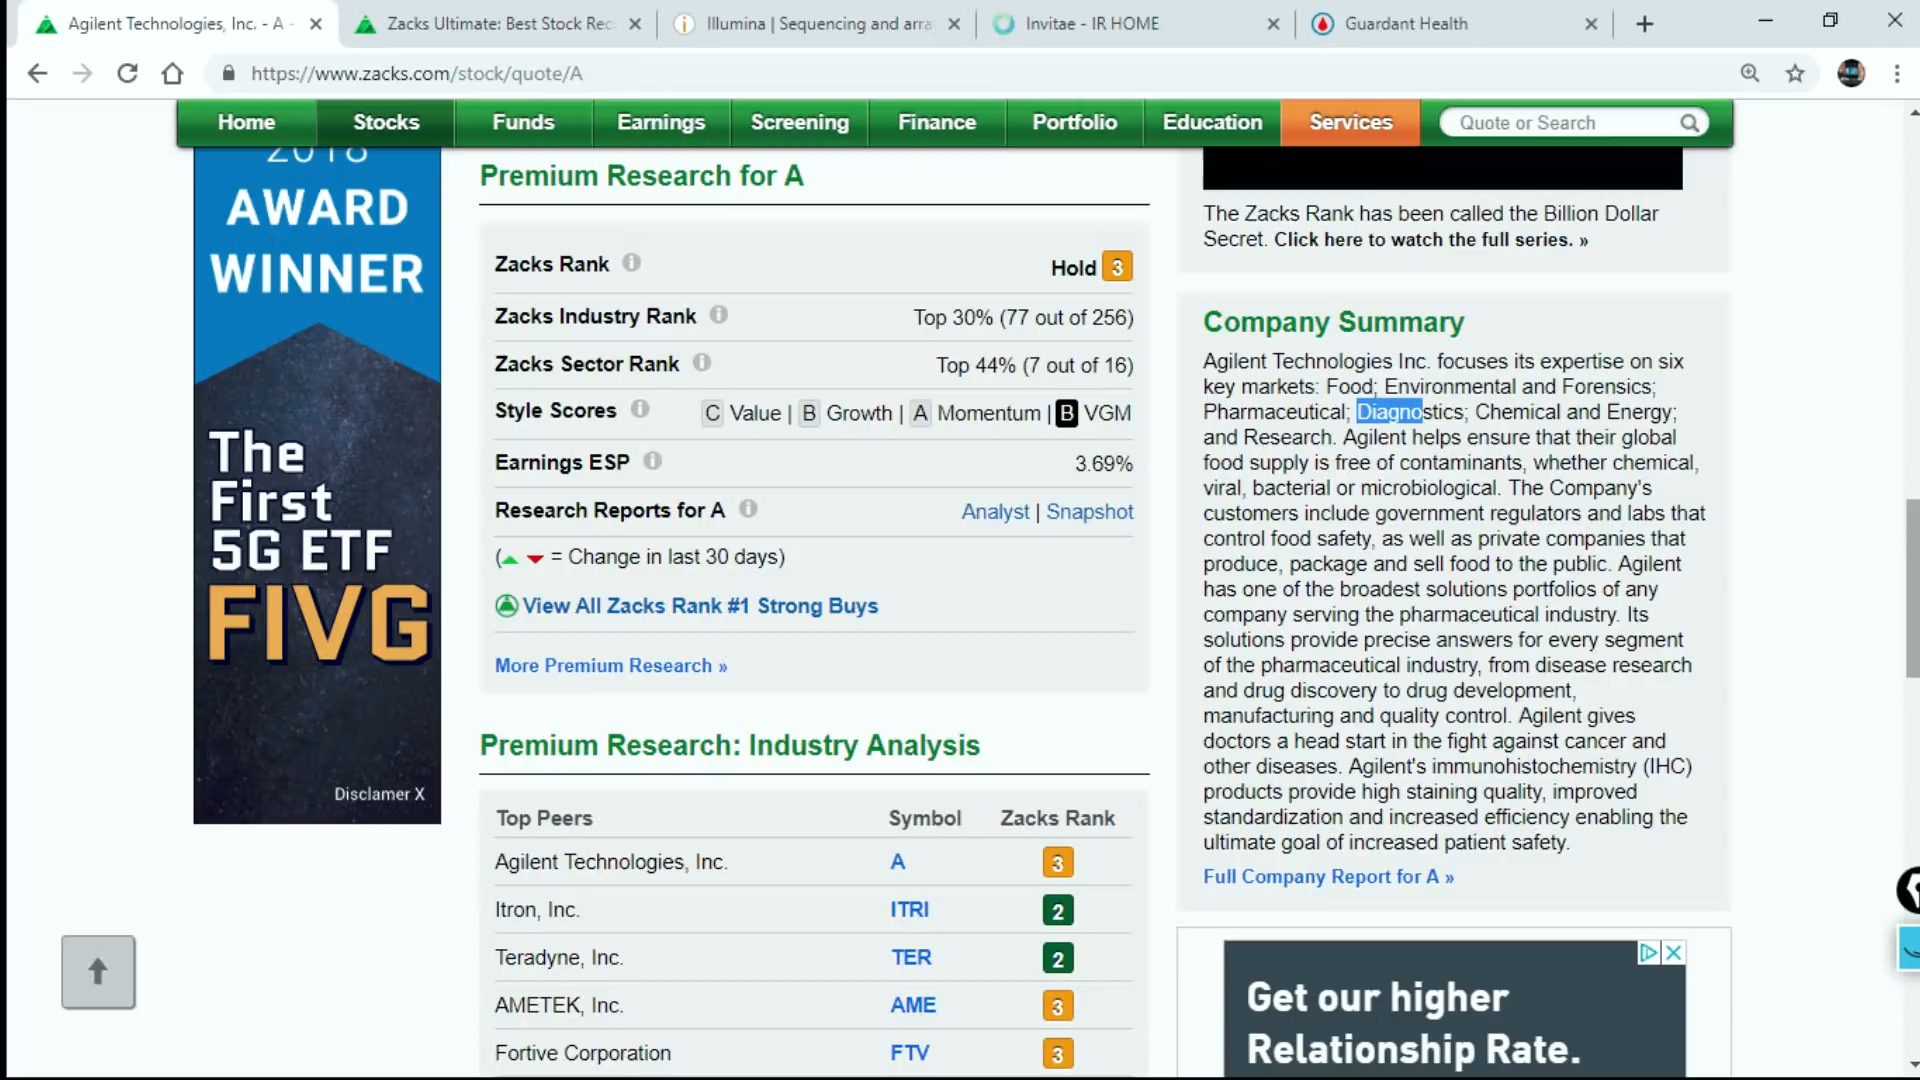 Agilent Technologies, Inc. - A -
Zacks Ultimate: Best Stock Rec
Illumina | Sequencing and arra
Invitae - IR HOME
Guardant Health
https://www.zacks.com/stock/quote/A
Home
Stocks
Funds
Earnings
Screening
Finance
Portfolio
Education
Services
Quote or Search
2018
AWARD
WINNER
The
First
5G ETF
FIVG
Disclamer X
Premium Research for A
Zacks Rank
Hold 3
Zacks Industry Rank
Top 30% (77 out of 256)
Zacks Sector Rank
Top 44% (7 out of 16)
Style Scores
C Value | B Growth | A Momentum | B VGM
Earnings ESP
3.69%
Research Reports for A
Analyst | Snapshot
( = Change in last 30 days)
View All Zacks Rank #1 Strong Buys
More Premium Research »
Premium Research: Industry Analysis
Top Peers Symbol Zacks Rank
Agilent Technologies, Inc. A 3
Itron, Inc. ITRI 2
Teradyne, Inc. TER 2
AMETEK, Inc. AME 3
Fortive Corporation FTV 3
The Zacks Rank has been called the Billion Dollar
Secret. Click here to watch the full series. »
Company Summary
Agilent Technologies Inc. focuses its expertise on six
key markets: Food; Environmental and Forensics;
Pharmaceutical; Diagnostics; Chemical and Energy;
and Research. Agilent helps ensure that their global
food supply is free of contaminants, whether chemical,
viral, bacterial or microbiological. The Company's
customers include government regulators and labs that
control food safety, as well as private companies that
produce, package and sell food to the public. Agilent
has one of the broadest solutions portfolios of any
company serving the pharmaceutical industry. Its
solutions provide precise answers for every segment
of the pharmaceutical industry, from disease research
and drug discovery to drug development,
manufacturing and quality control. Agilent gives
doctors a head start in the fight against cancer and
other diseases. Agilent's immunohistochemistry (IHC)
products provide high staining quality, improved
standardization and increased efficiency enabling the
ultimate goal of increased patient safety.
Full Company Report for A »
Get our higher
Relationship Rate.